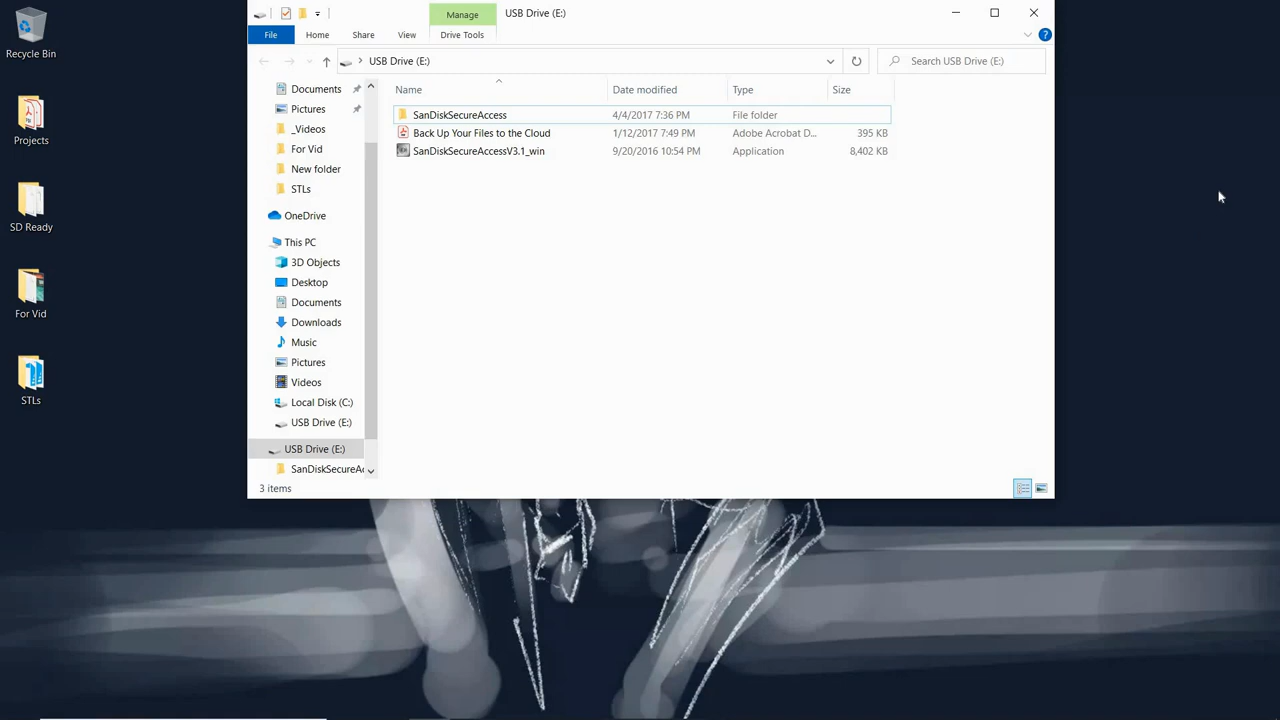 Recycle Bin
Projects
SD Ready
For Vid
STLs
Manage
USB Drive (E:)
File
Home
Share
View
Drive Tools
USB Drive (E:)
Search USB Drive (E:)
Documents
Pictures
_Videos
For Vid
New folder
STLs
OneDrive
This PC
3D Objects
Desktop
Documents
Downloads
Music
Pictures
Videos
Local Disk (C:)
USB Drive (E:)
USB Drive (E:)
SanDiskSecureAc
Name Date modified Type Size
SanDiskSecureAccess 4/4/2017 7:36 PM File folder
Back Up Your Files to the Cloud 1/12/2017 7:49 PM Adobe Acrobat D... 395 KB
SanDiskSecureAccessV3.1_win 9/20/2016 10:54 PM Application 8,402 KB
3 items